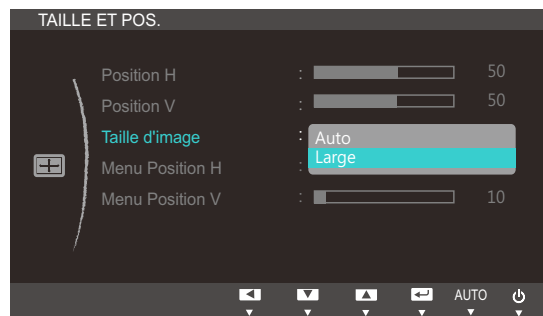 TAILLE ET POS.
Position H : 50
Position V : 50
Taille d'image : Auto
Large
Menu Position H :
Menu Position V : 10
AUTO